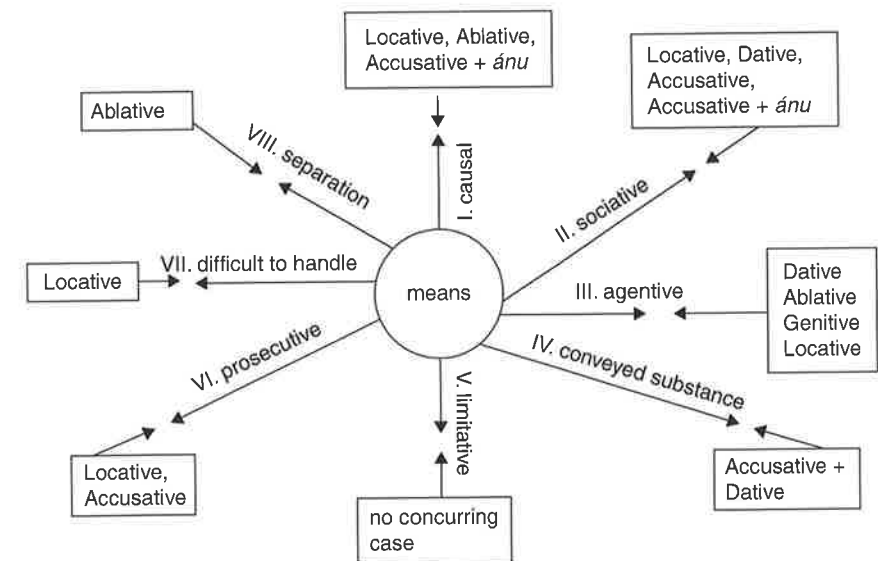 Locative, Ablative,
Accusative + ánu
Locative, Dative,
Accusative,
Accusative + ánu
Ablative
VIII. separation
I. causal
II. sociative
Locative
VII. difficult to handle
means
III. agentive
Dative
Ablative
Genitive
Locative
VI. prosecutive
V. limitative
IV. conveyed substance
Locative,
Accusative
no concurring
case
Accusative +
Dative